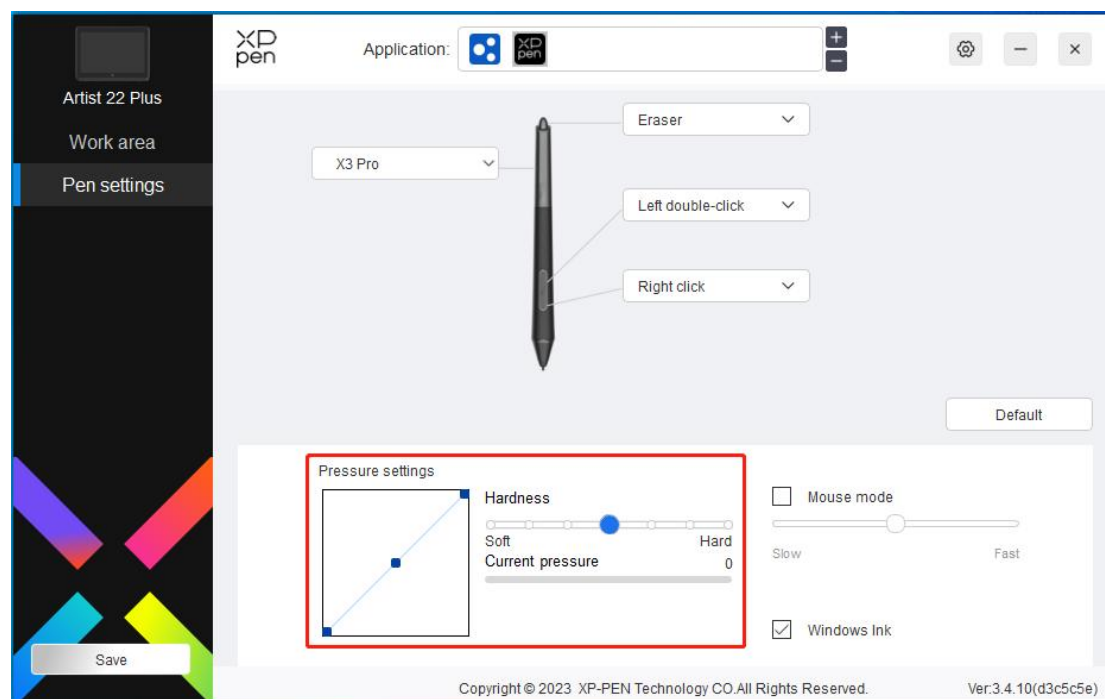 XP
pen
Application:
XP
pen
Artist 22 Plus
Work area
Pen settings
Save
Eraser
X3 Pro
Left double-click
Right click
Default
Pressure settings
Hardness
Soft Hard
Current pressure 0
Mouse mode
Slow Fast
Windows Ink
Copyright © 2023 XP-PEN Technology CO.All Rights Reserved. Ver:3.4.10(d3c5c5e)